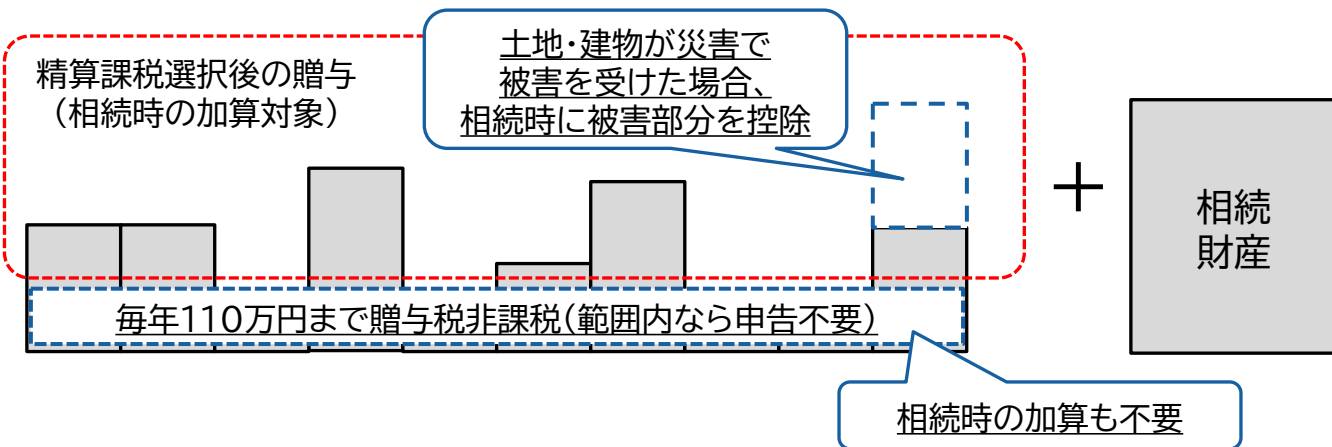 土地・建物が災害で
被害を受けた場合、
相続時に被害部分を控除
精算課税選択後の贈与
（相続時の加算対象）
＋
相続
財産
毎年110万円まで贈与税非課税（範囲内なら申告不要）
相続時の加算も不要